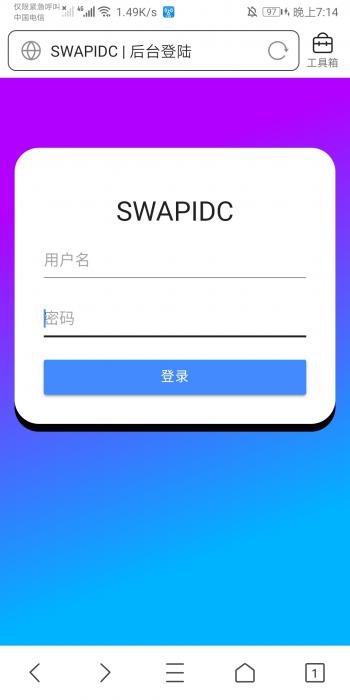 仅限紧急呼叫
中国电信
4G
1.49K/s
97
晚上7:14
SWAPIDC | 后台登陆
工具箱
SWAPIDC
用户名
密码
登录
1